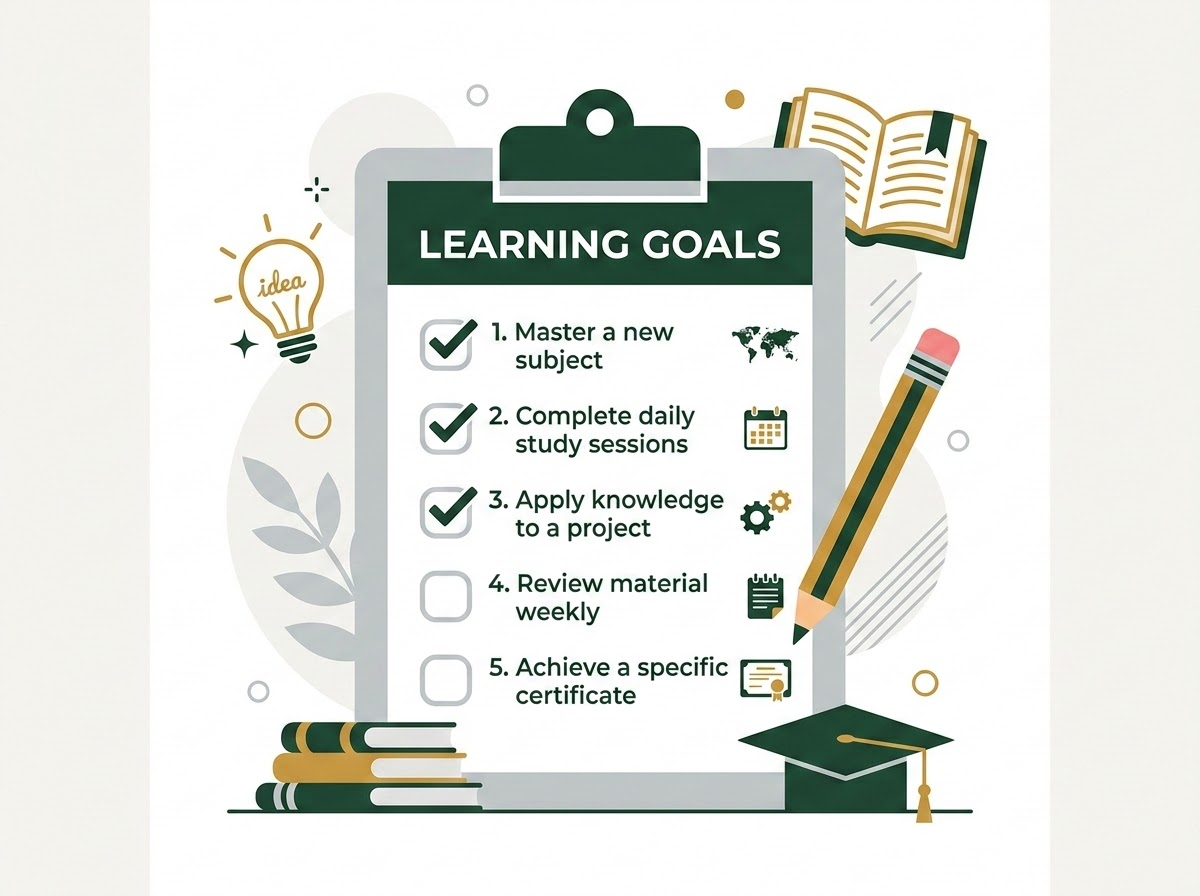 LEARNING GOALS
idea
1. Master a new
subject
2. Complete daily
study sessions
3. Apply knowledge
to a project
4. Review material
weekly
5. Achieve a specific
certificate